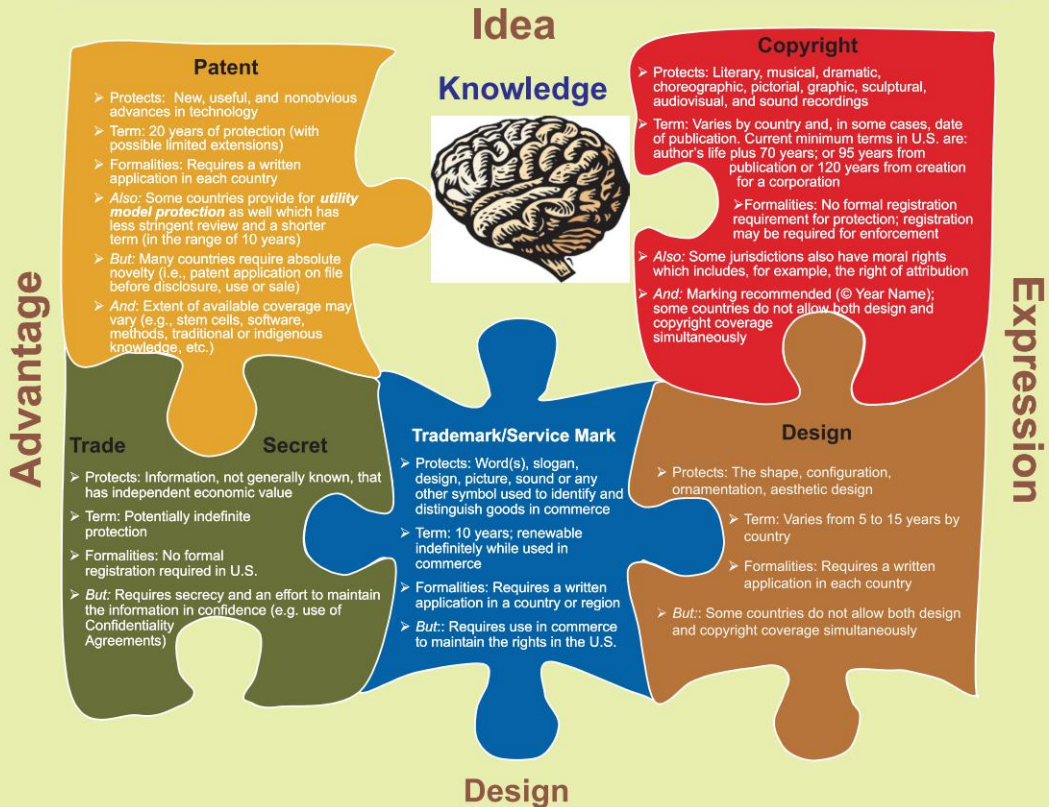 Idea
Knowledge
Advantage
Expression
Design
Patent
➢ Protects: New, useful, and nonobvious
advances in technology
➢ Term: 20 years of protection (with
possible limited extensions)
➢ Formalities: Requires a written
application in each country
➢ Also: Some countries provide for utility
model protection as well which has
less stringent review and a shorter
term (in the range of 10 years)
➢ But: Many countries require absolute
novelty (i.e., patent application on file
before disclosure, use or sale)
➢ And: Extent of available coverage may
vary (e.g., stem cells, software,
methods, traditional or indigenous
knowledge, etc.)
Copyright
➢ Protects: Literary, musical, dramatic,
choreographic, pictorial, graphic, sculptural,
audiovisual, and sound recordings
➢ Term: Varies by country and, in some cases, date
of publication. Current minimum terms in U.S. are:
author's life plus 70 years; or 95 years from
publication or 120 years from creation
for a corporation
➢Formalities: No formal registration
requirement for protection; registration
may be required for enforcement
➢ Also: Some jurisdictions also have moral rights
which includes, for example, the right of attribution
➢ And: Marking recommended (© Year Name);
some countries do not allow both design and
copyright coverage
simultaneously
Trade Secret
➢ Protects: Information, not generally known, that
has independent economic value
➢ Term: Potentially indefinite
protection
➢ Formalities: No formal
registration required in U.S.
➢ But: Requires secrecy and an effort to maintain
the information in confidence (e.g. use of
Confidentiality
Agreements)
Trademark/Service Mark
➢ Protects: Word(s), slogan,
design, picture, sound or any
other symbol used to identify and
distinguish goods in commerce
➢ Term: 10 years; renewable
indefinitely while used in
commerce
➢ Formalities: Requires a written
application in a country or region
➢ But:: Requires use in commerce
to maintain the rights in the U.S.
Design
➢ Protects: The shape, configuration,
ornamentation, aesthetic design
➢ Term: Varies from 5 to 15 years by
country
➢ Formalities: Requires a written
application in each country
➢ But:: Some countries do not allow both design
and copyright coverage simultaneously